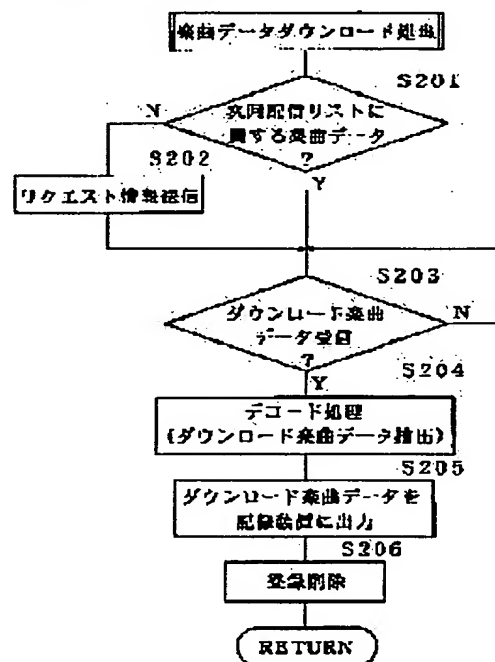 楽曲データダウンロード処理
S201
N
次回配信リストに
属する楽曲データ
?
S202
Y
リクエスト情報送信
S203
ダウンロード楽曲
データ受信
N
?
Y
S204
デコード処理
(ダウンロード楽曲データ抽出)
S205
ダウンロード楽曲データを
記録装置に出力
S206
登録削除
RETURN